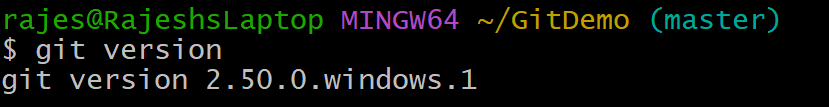 rajes@RajeshsLaptop MINGW64 ~/GitDemo (master)
$ git version
git version 2.50.0.windows.1